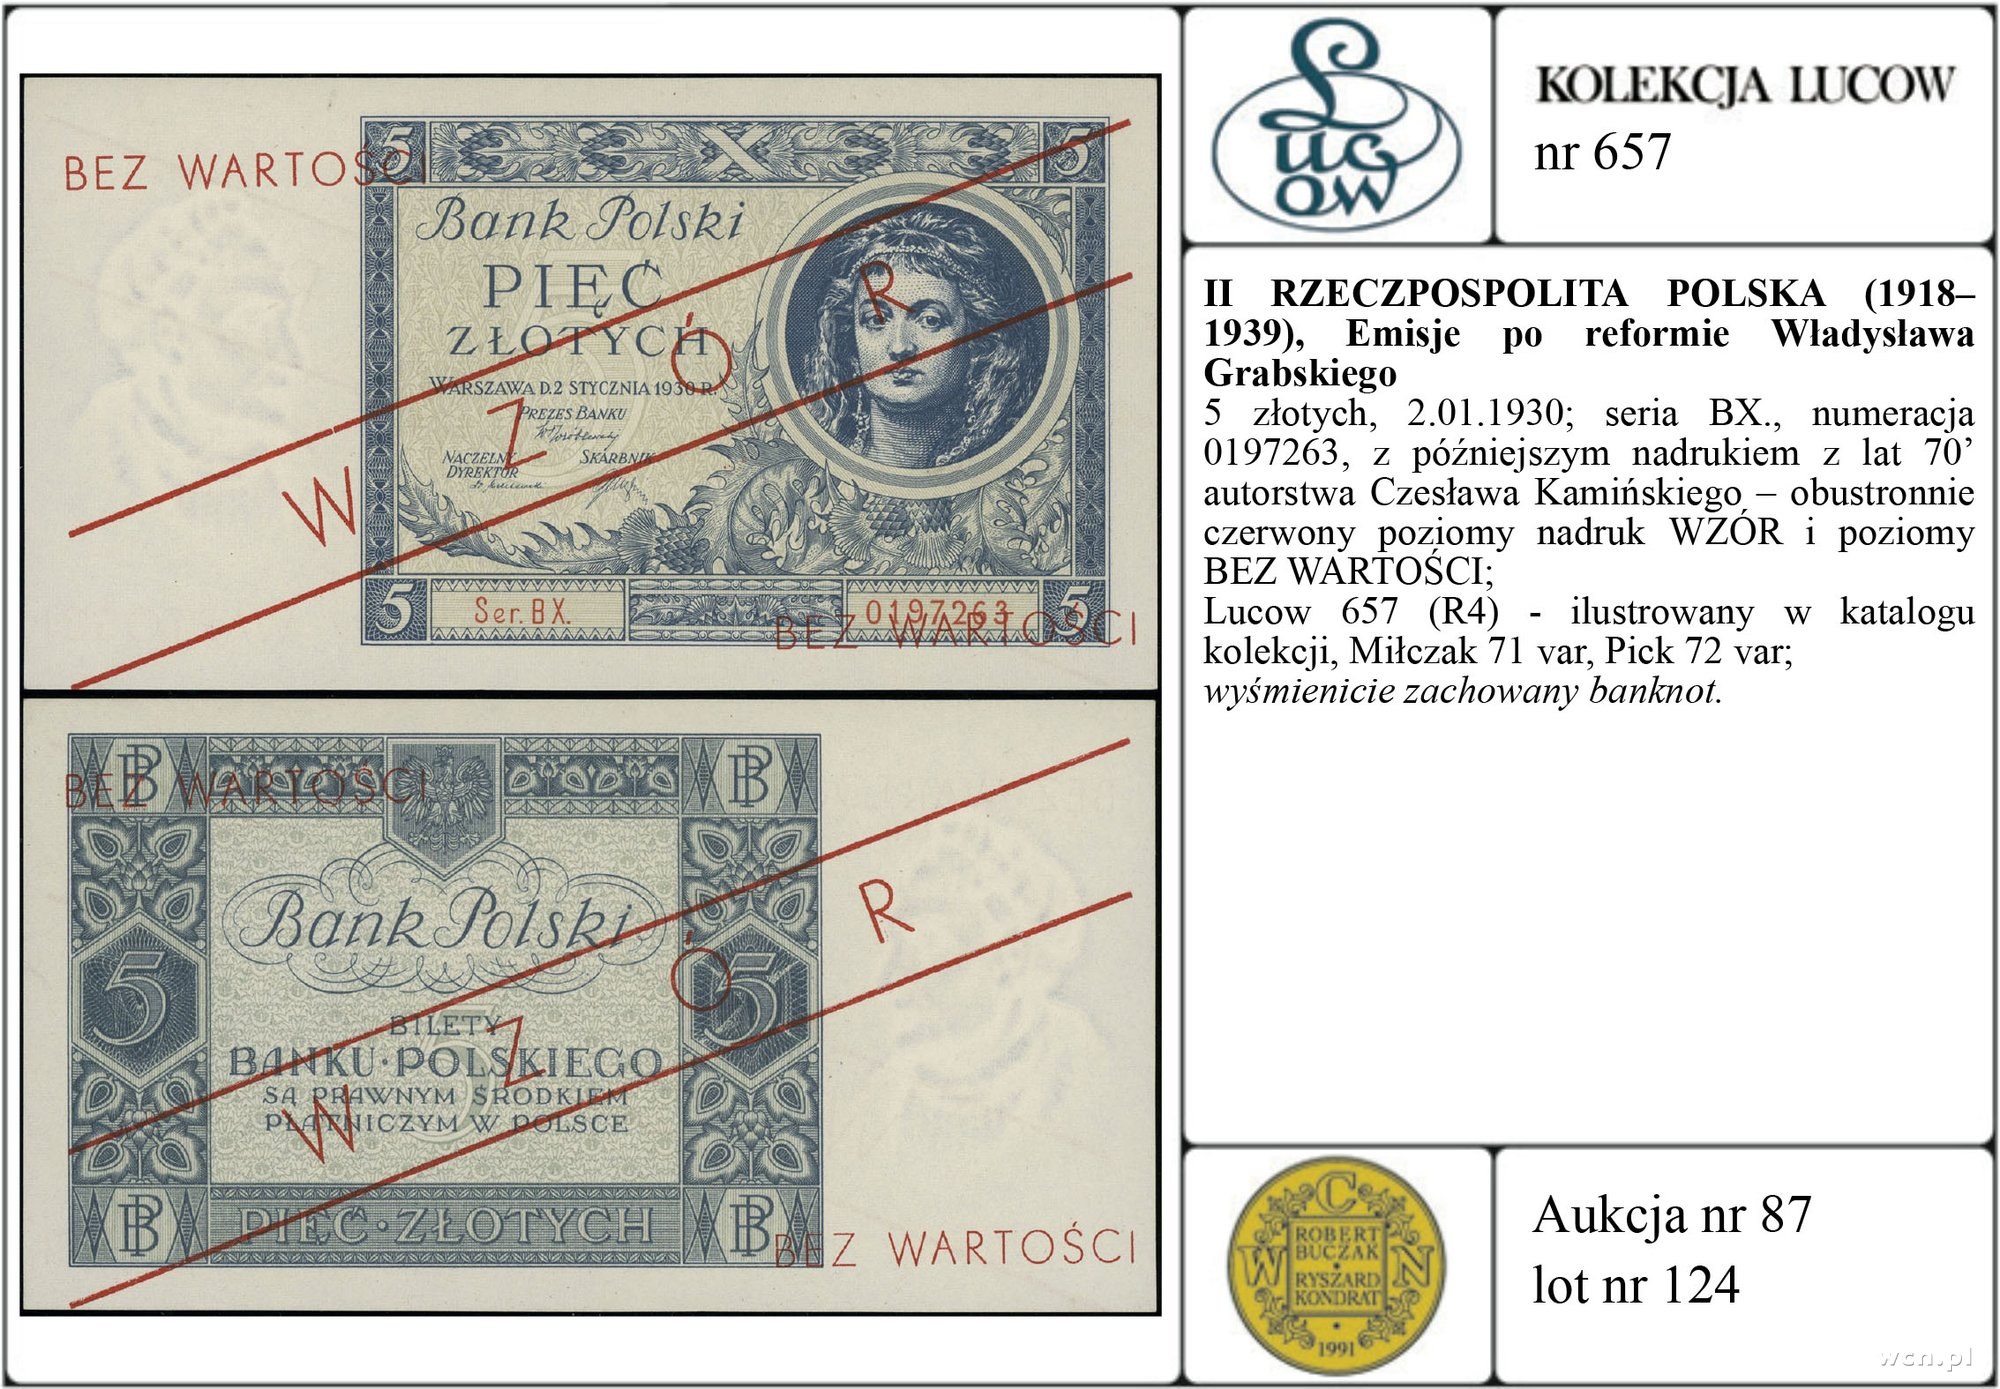 BEZ WARTOŚCI
5
5
Bank Polski
PIĘĆ
ZŁOTYCH
WARSZAWA D. 2 STYCZNIA 1930 R.
PREZES BANKU
NACZELNY
DYREKTOR
SKARBNIK
W Z Ó R
5
Ser. BX.
0197263
5
BEZ WARTOŚCI
BP
BP
BEZ WARTOŚCI
Bank Polski
5
5
BILETY
BANKU·POLSKIEGO
SĄ PRAWNYM ŚRODKIEM
PŁATNICZYM W POLSCE
W Z Ó R
BP
PIĘĆ·ZŁOTYCH
BP
BEZ WARTOŚCI
Lucow
KOLEKCJA LUCOW
nr 657
II RZECZPOSPOLITA POLSKA (1918–
1939), Emisje po reformie Władysława
Grabskiego
5 złotych, 2.01.1930; seria BX., numeracja
0197263, z późniejszym nadrukiem z lat 70’
autorstwa Czesława Kamińskiego – obustronnie
czerwony poziomy nadruk WZÓR i poziomy
BEZ WARTOŚCI;
Lucow 657 (R4) - ilustrowany w katalogu
kolekcji, Miłczak 71 var, Pick 72 var;
wyśmienicie zachowany banknot.
W C N
ROBERT
BUCZAK
RYSZARD
KONDRAT
1991
Aukcja nr 87
lot nr 124
wcn.pl